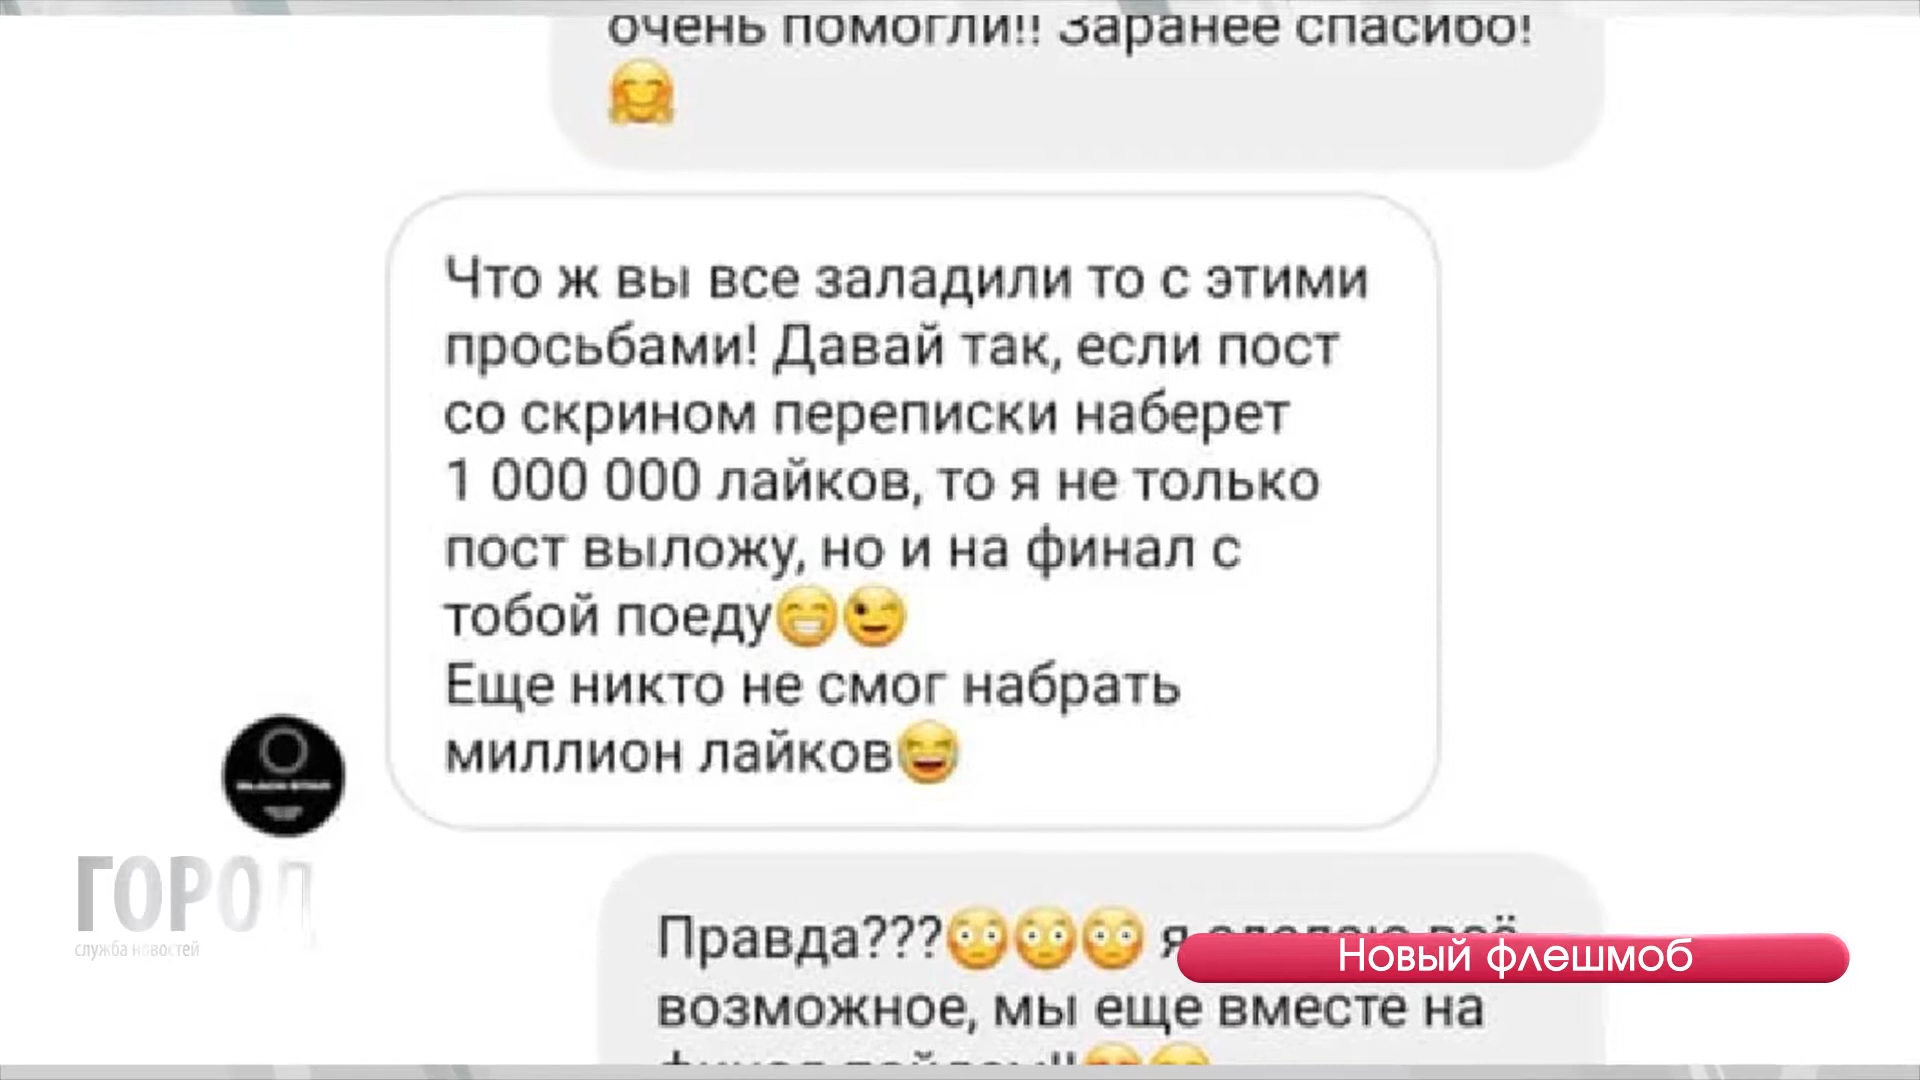 очень помогли!! Заранее спасибо!
🤗
Что ж вы все заладили то с этими
просьбами! Давай так, если пост
со скрином переписки наберет
1 000 000 лайков, то я не только
пост выложу, но и на финал с
тобой поеду😁😉
Еще никто не смог набрать
миллион лайков😅
ГОРОД
служба новостей
Правда???😳😳😳 я сделаю всё
Новый флешмоб
возможное, мы еще вместе на